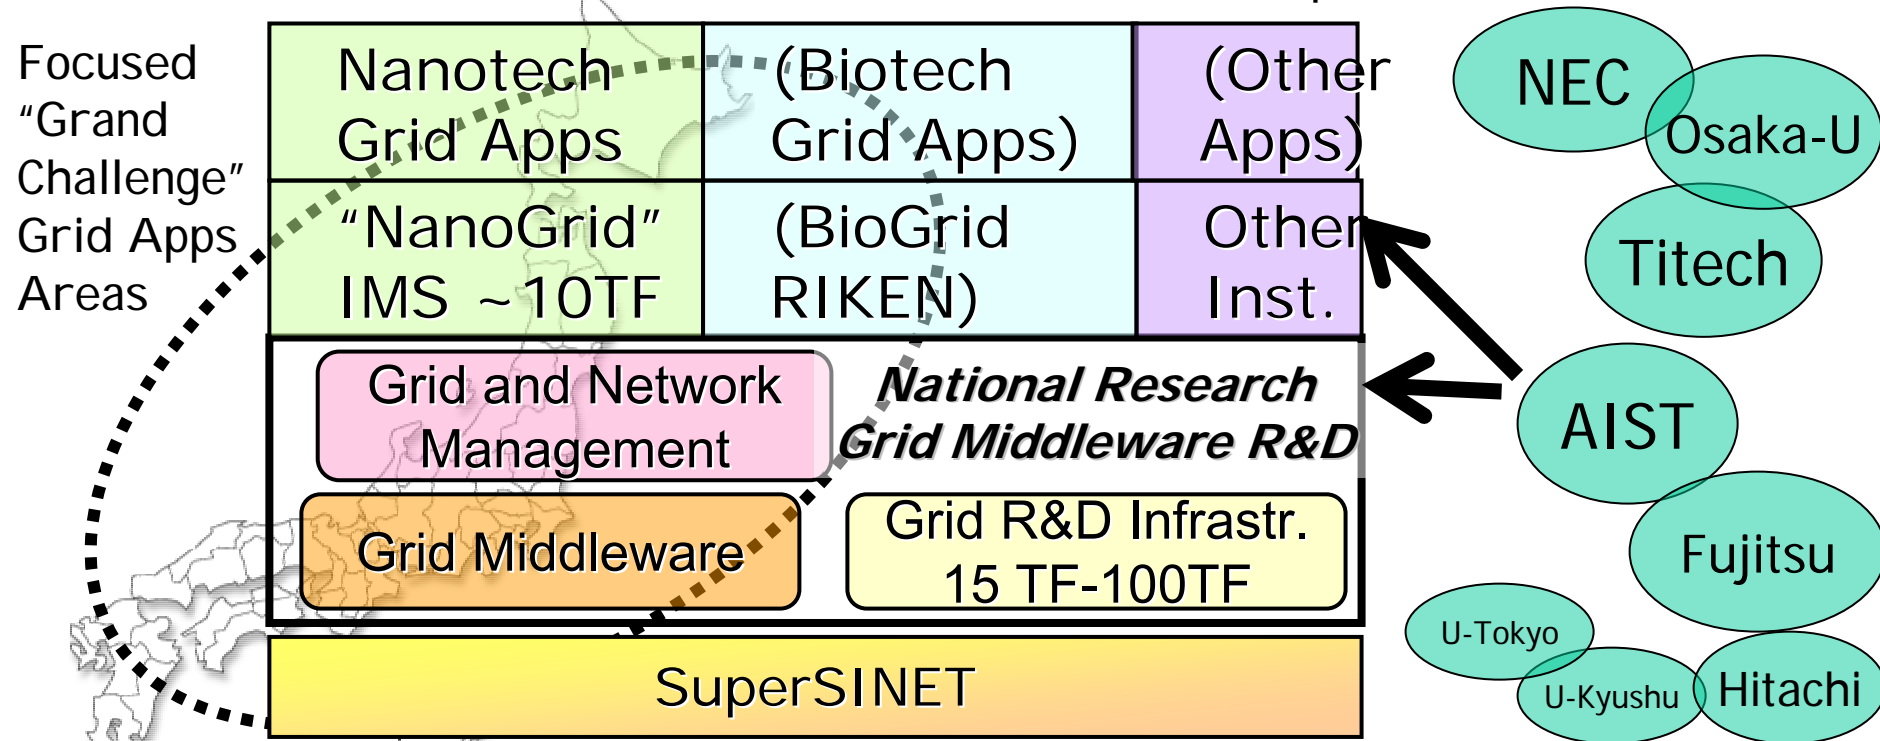 Focused
“Grand
Challenge”
Grid Apps
Areas
Nanotech
Grid Apps
(Biotech
Grid Apps)
(Other
Apps)
“NanoGrid”
IMS ~10TF
(BioGrid
RIKEN)
Other
Inst.
Grid and Network
Management
National Research
Grid Middleware R&D
Grid Middleware
Grid R&D Infrastr.
15 TF-100TF
SuperSINET
NEC
Osaka-U
Titech
AIST
Fujitsu
U-Tokyo
U-Kyushu
Hitachi